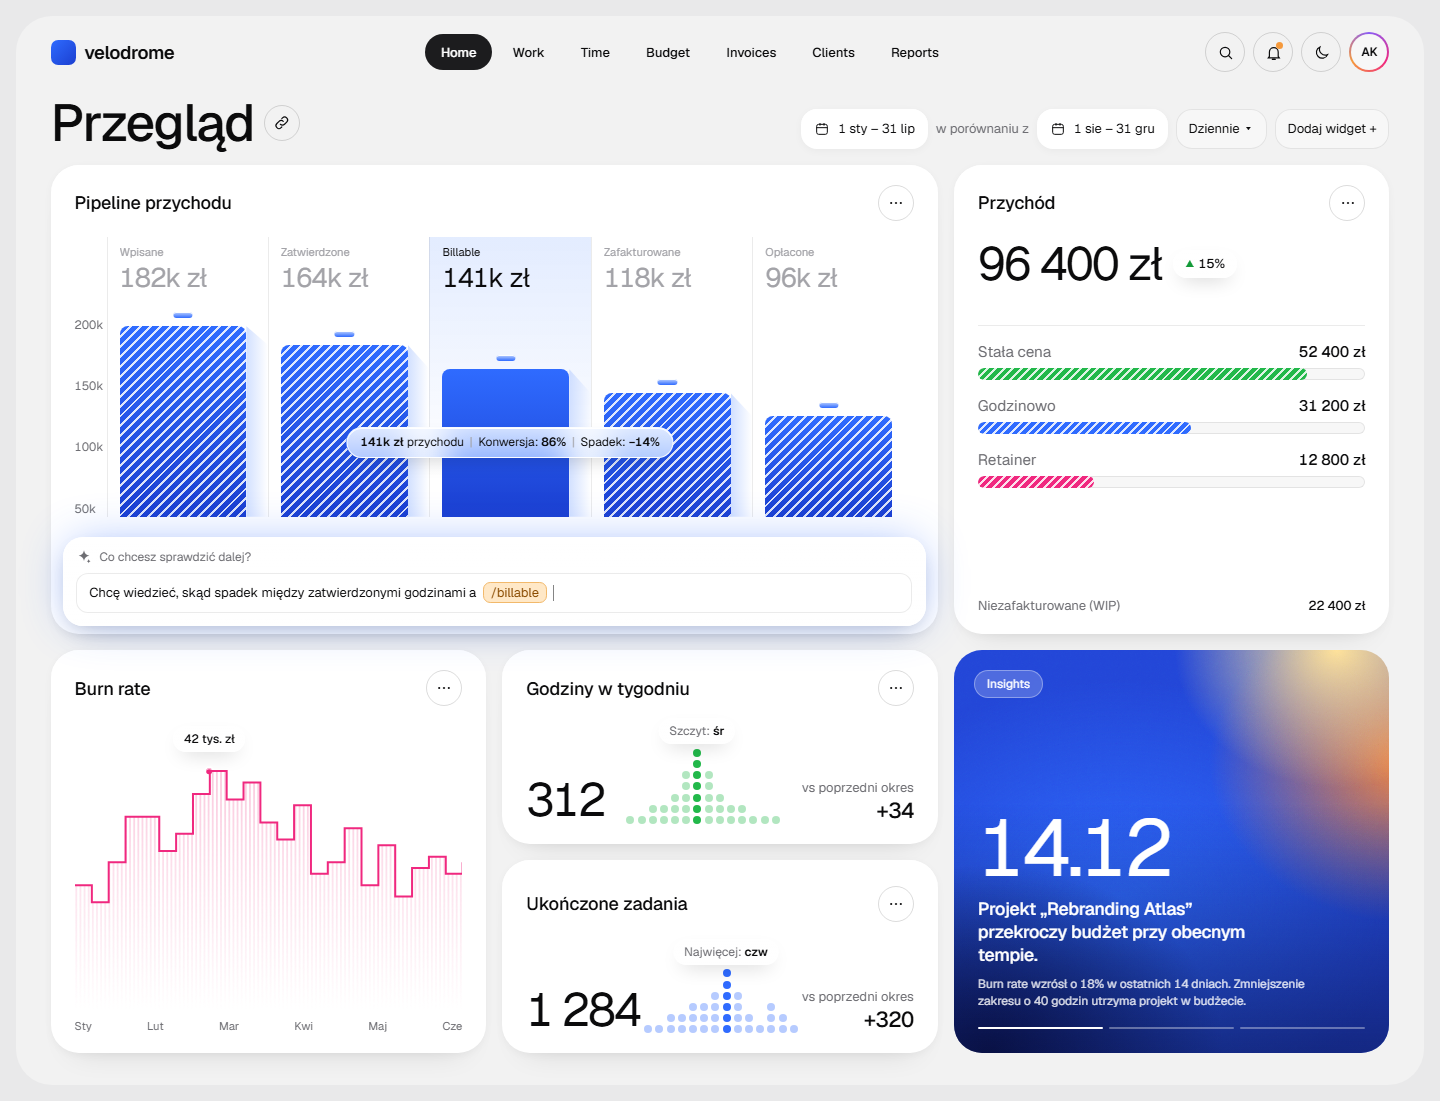 velodrome
Home
Work
Time
Budget
Invoices
Clients
Reports
AK
Przegląd
1 sty – 31 lip
w porównaniu z
1 sie – 31 gru
Dziennie
Dodaj widget +
Pipeline przychodu
Wpisane
182k zł
Zatwierdzone
164k zł
Billable
141k zł
Zafakturowane
118k zł
Opłacone
96k zł
200k
150k
100k
50k
141k zł przychodu | Konwersja: 86% | Spadek: –14%
Co chcesz sprawdzić dalej?
Chcę wiedzieć, skąd spadek między zatwierdzonymi godzinami a /billable
Przychód
96 400 zł
15%
Stała cena
52 400 zł
Godzinowo
31 200 zł
Retainer
12 800 zł
Niezafakturowane (WIP)
22 400 zł
Burn rate
42 tys. zł
Sty
Lut
Mar
Kwi
Maj
Cze
Godziny w tygodniu
Szczyt: śr
312
vs poprzedni okres
+34
Ukończone zadania
Najwięcej: czw
1 284
vs poprzedni okres
+320
Insights
14.12
Projekt „Rebranding Atlas”
przekroczy budżet przy obecnym
tempie.
Burn rate wzrósł o 18% w ostatnich 14 dniach. Zmniejszenie
zakresu o 40 godzin utrzyma projekt w budżecie.